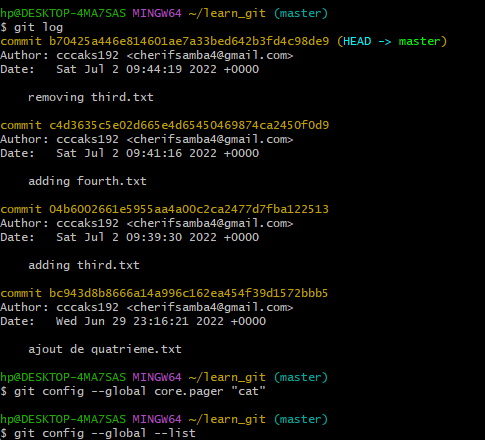 hp@DESKTOP-4MA7SAS MINGW64 ~/learn_git (master)
$ git log
commit b70425a446e814601ae7a33bed642b3fd4c98de9 (HEAD -> master)
Author: cccaks192 <cherifsamba4@gmail.com>
Date:   Sat Jul 2 09:44:19 2022 +0000
    removing third.txt
commit c4d3635c5e02d665e4d65450469874ca2450f0d9
Author: cccaks192 <cherifsamba4@gmail.com>
Date:   Sat Jul 2 09:41:16 2022 +0000
    adding fourth.txt
commit 04b6002661e5955aa4a00c2ca2477d7fba122513
Author: cccaks192 <cherifsamba4@gmail.com>
Date:   Sat Jul 2 09:39:30 2022 +0000
    adding third.txt
commit bc943d8b8666a14a996c162ea454f39d1572bbb5
Author: cccaks192 <cherifsamba4@gmail.com>
Date:   Wed Jun 29 23:16:21 2022 +0000
    ajout de quatrieme.txt
hp@DESKTOP-4MA7SAS MINGW64 ~/learn_git (master)
$ git config --global core.pager "cat"
hp@DESKTOP-4MA7SAS MINGW64 ~/learn_git (master)
$ git config --global --list